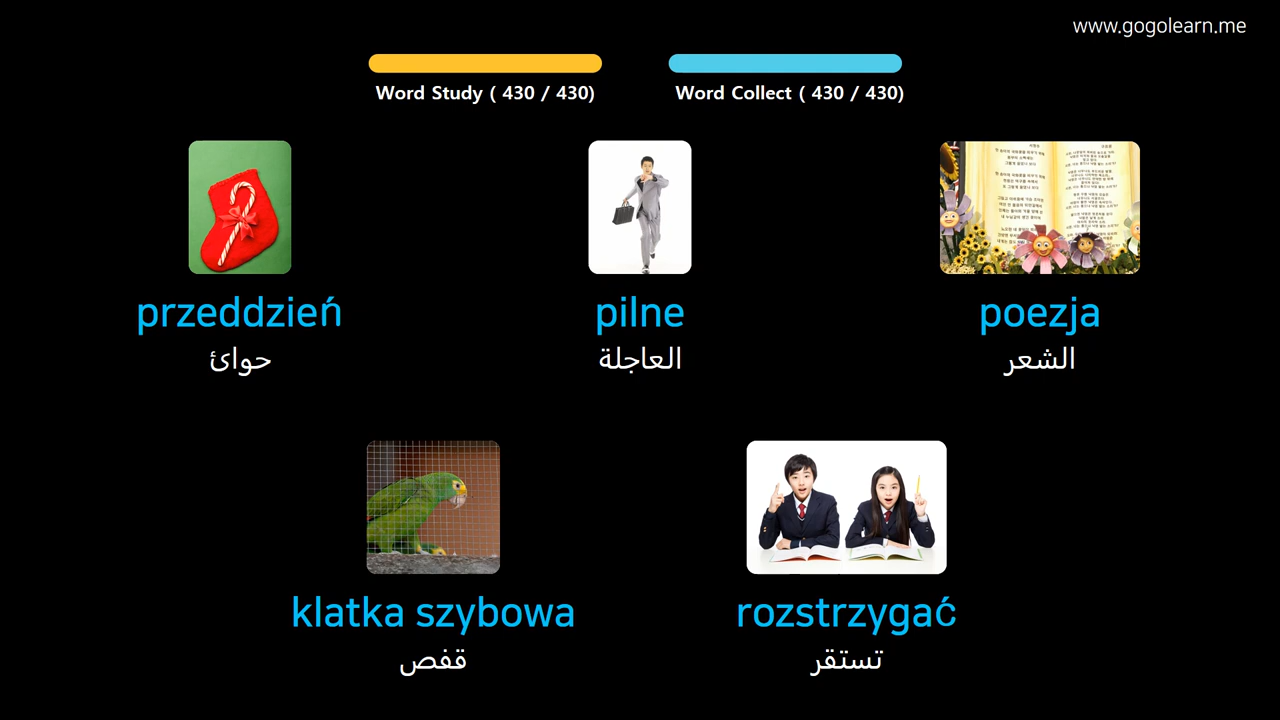 www.gogolearn.me
Word Study ( 430 / 430)
Word Collect ( 430 / 430)
przeddzień
pilne
poezja
حوائ
العاجلة
الشعر
klatka szybowa
rozstrzygać
قفص
تستقر